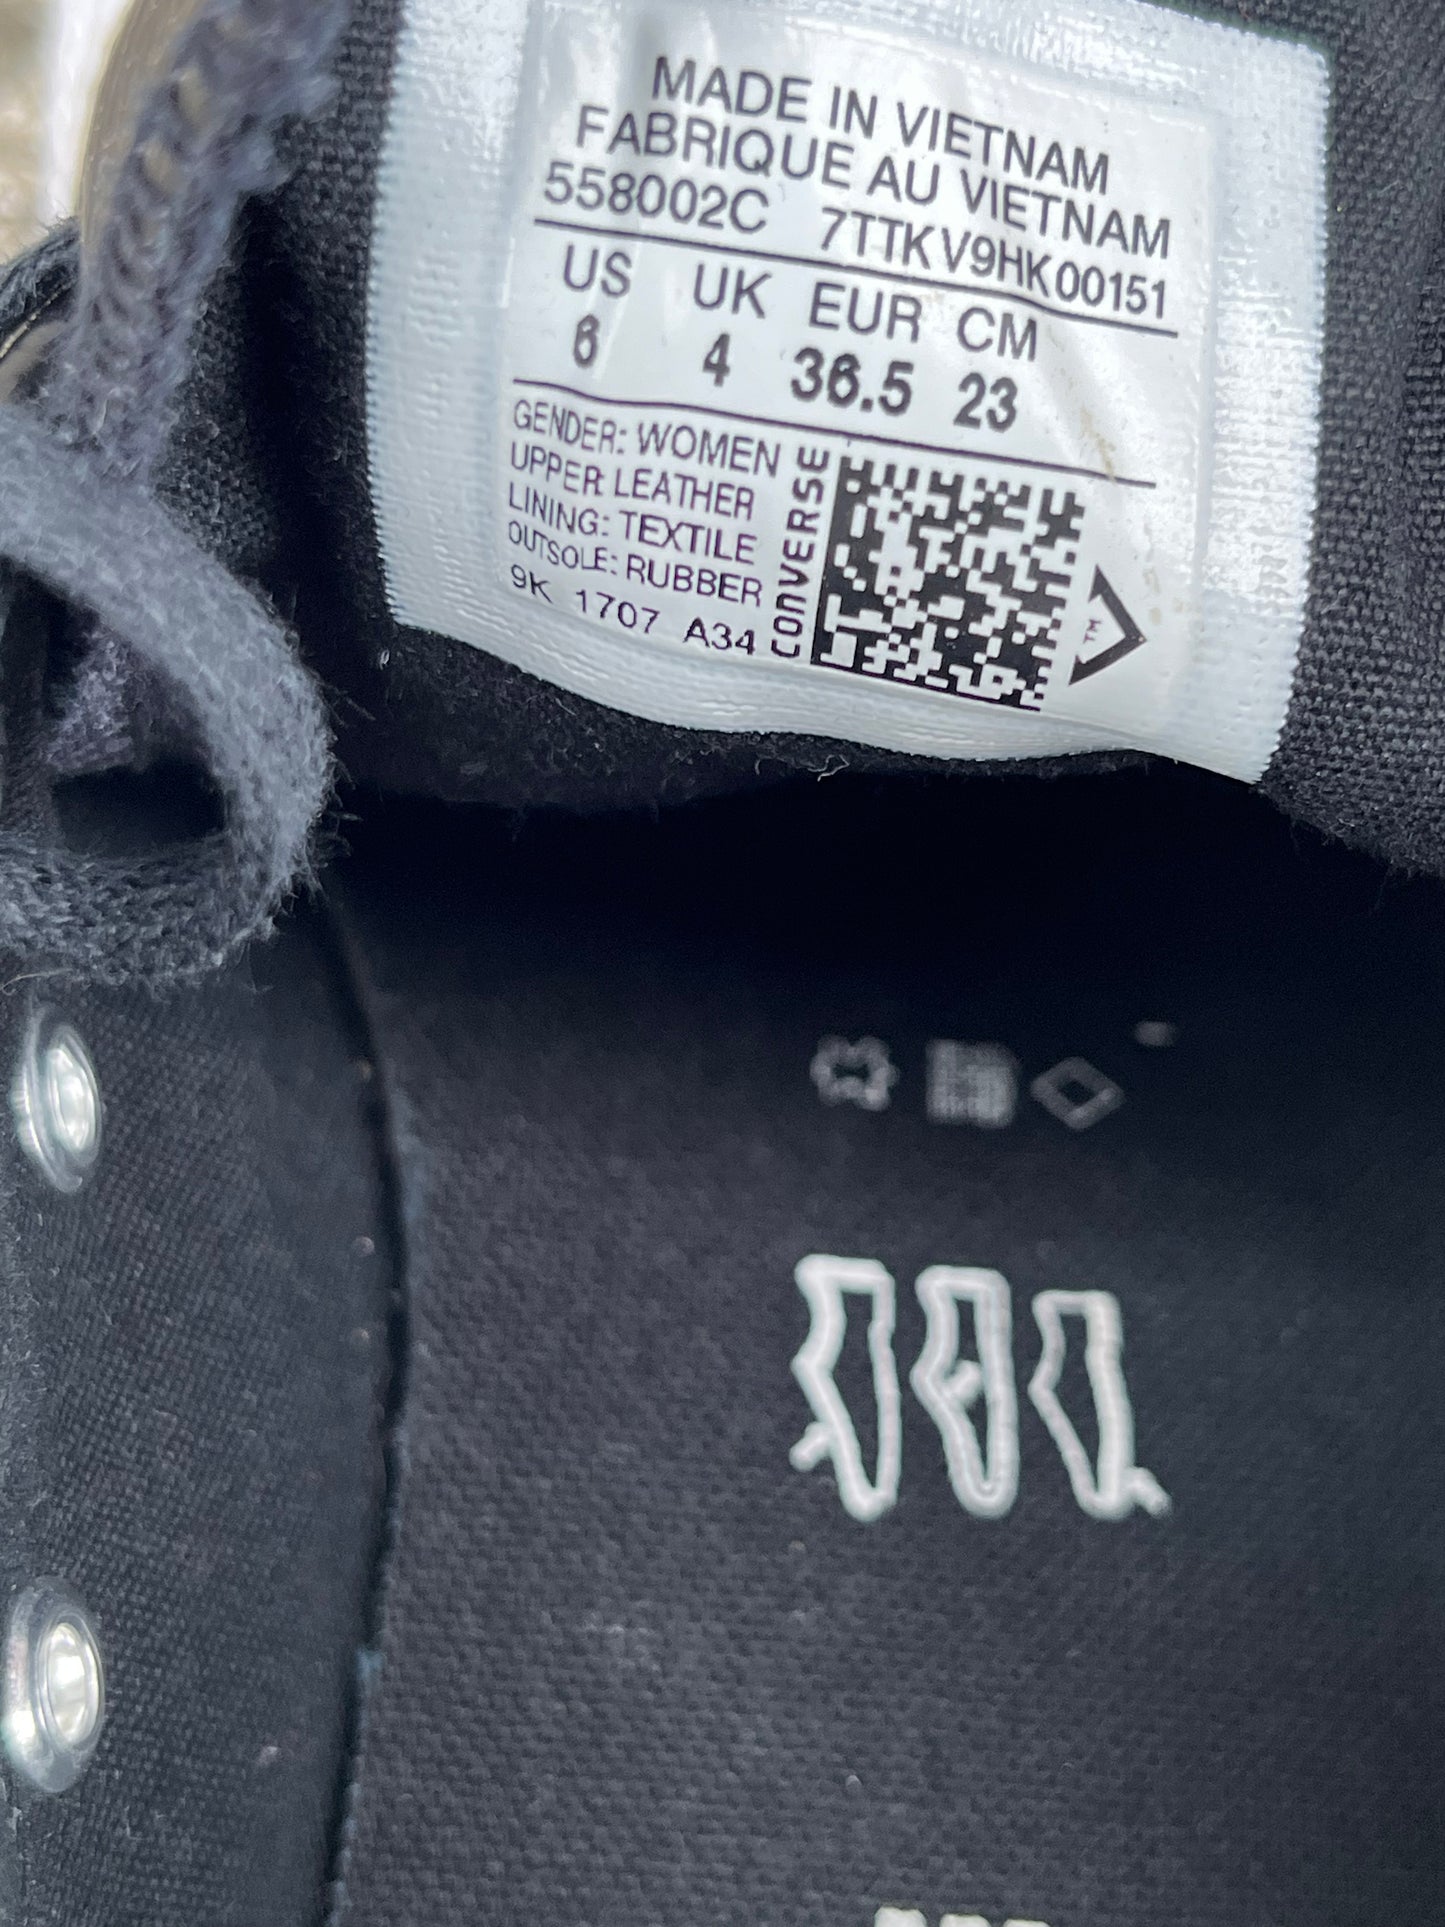 MADE IN VIETNAM
FABRIQUE AU VIETNAM
558002C 7TTKV9HK00151
US UK EUR CM
6 4 36.5 23
GENDER: WOMEN
UPPER: LEATHER
LINING: TEXTILE
OUTSOLE: RUBBER
9K 1707 A34
CONVERSE
TM